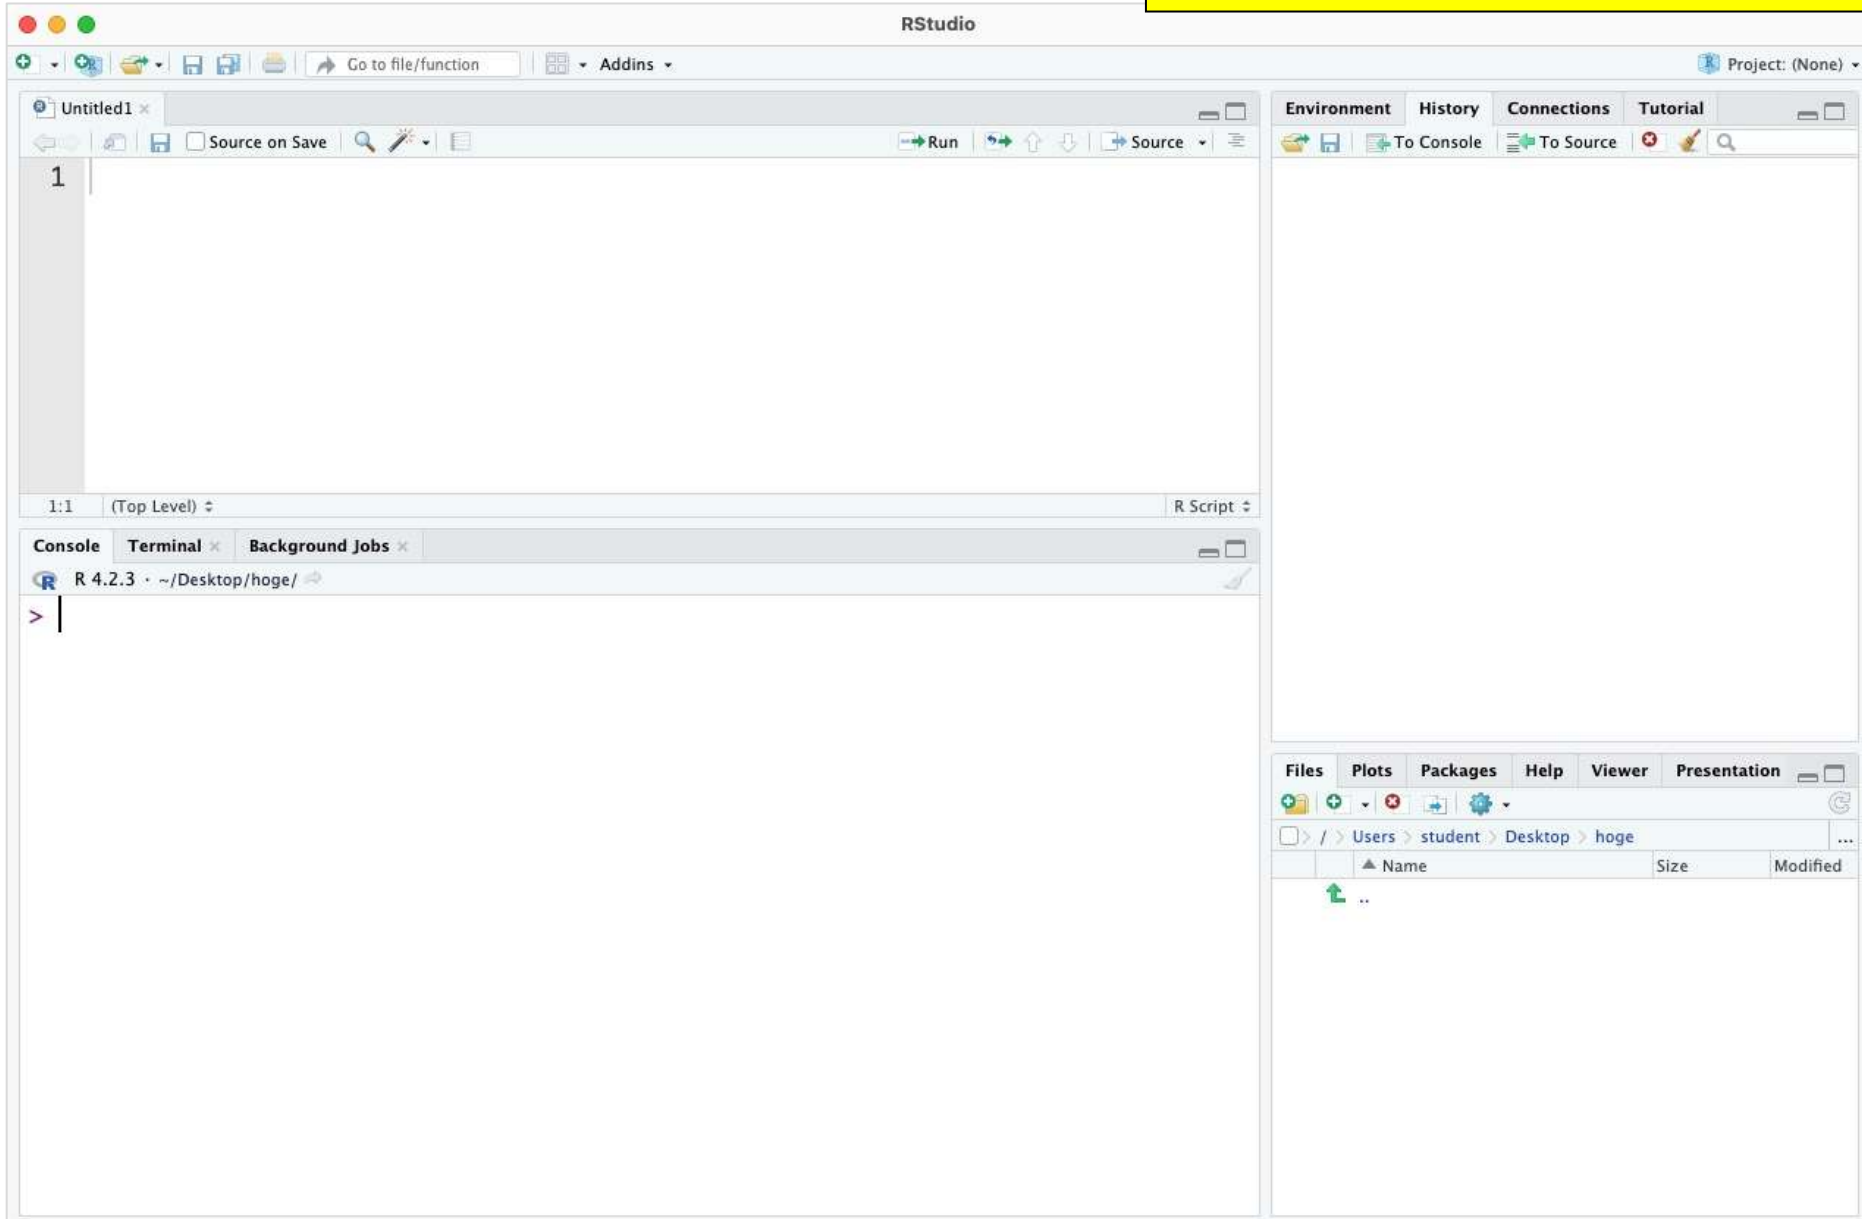 RStudio
Go to file/function Addins Project: (None)
Untitled1
Source on Save Run Source
1
1:1 (Top Level) R Script
Console Terminal Background Jobs
R 4.2.3 · ~/Desktop/hoge/
>
Environment History Connections Tutorial
To Console To Source
Files Plots Packages Help Viewer Presentation
/ Users student Desktop hoge ...
Name Size Modified
..